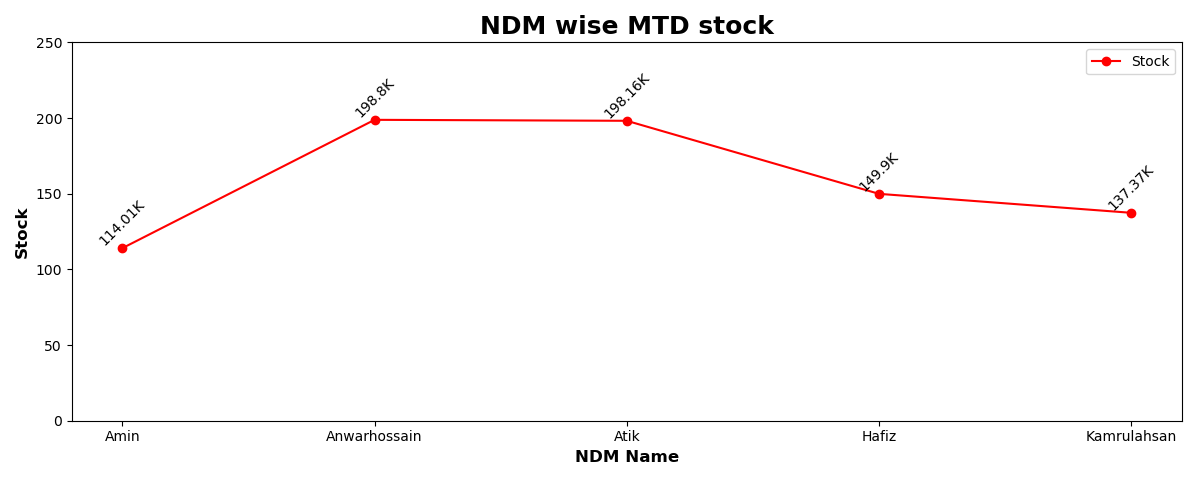 NDM wise MTD stock
250
Stock
198.8K
198.16K
200
149.9K
137.37K
150
114.01K
Stock
100
50
0
Amin Anwarhossain Atik Hafiz Kamrulahsan
NDM Name